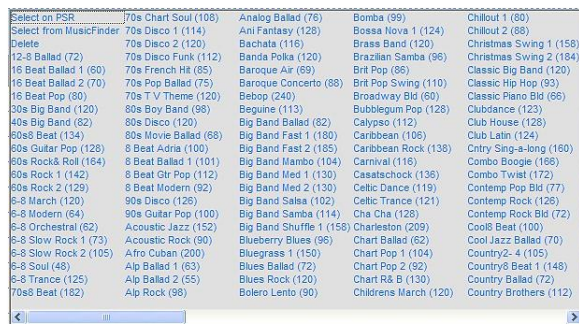 Select on PSR
Select from MusicFinder
Delete
12-8 Ballad (72)
16 Beat Ballad 1 (60)
16 Beat Ballad 2 (70)
16 Beat Pop (80)
30s Big Band (120)
40s Big Band (82)
60s8 Beat (134)
60s Guitar Pop (128)
60s Rock& Roll (164)
60s Rock 1 (142)
60s Rock 2 (129)
6-8 March (120)
6-8 Modern (64)
6-8 Orchestral (62)
6-8 Slow Rock 1 (73)
6-8 Slow Rock 2 (105)
6-8 Soul (48)
6-8 Trance (125)
70s8 Beat (182)
70s Chart Soul (108)
70s Disco 1 (114)
70s Disco 2 (120)
70s Disco Funk (112)
70s French Hit (85)
70s Pop Ballad (75)
70s T V Theme (120)
80s Boy Band (98)
80s Disco (120)
80s Movie Ballad (68)
8 Beat Adria (100)
8 Beat Ballad 1 (101)
8 Beat Gtr Pop (112)
8 Beat Modern (92)
90s Disco (126)
90s Guitar Pop (100)
Acoustic Jazz (152)
Acoustic Rock (90)
Afro Cuban (200)
Alp Ballad 1 (63)
Alp Ballad 2 (55)
Alp Rock (98)
Analog Ballad (76)
Ani Fantasy (128)
Bachata (116)
Banda Polka (120)
Baroque Air (69)
Baroque Concerto (88)
Bebop (240)
Beguine (113)
Big Band Ballad (82)
Big Band Fast 1 (180)
Big Band Fast 2 (185)
Big Band Mambo (104)
Big Band Med 1 (130)
Big Band Med 2 (130)
Big Band Salsa (102)
Big Band Samba (114)
Big Band Shuffle 1 (158)
Blueberry Blues (96)
Bluegrass 1 (150)
Blues Ballad (72)
Blues Rock (120)
Bolero Lento (90)
Bomba (99)
Bossa Nova 1 (124)
Brass Band (120)
Brazilian Samba (96)
Brit Pop (86)
Brit Pop Swing (110)
Broadway Bld (60)
Bubblegum Pop (128)
Calypso (112)
Caribbean (106)
Caribbean Rock (138)
Carnival (116)
Casatschock (136)
Celtic Dance (119)
Celtic Trance (121)
Cha Cha (128)
Charleston (209)
Chart Ballad (62)
Chart Pop 1 (104)
Chart Pop 2 (92)
Chart R& B (130)
Childrens March (120)
Chillout 1 (80)
Chillout 2 (88)
Christmas Swing 1 (158)
Christmas Swing 2 (184)
Classic Big Band (120)
Classic Hip Hop (93)
Classic Piano Bld (66)
Clubdance (123)
Club House (128)
Club Latin (124)
Cntry Sing-a-long (160)
Combo Boogie (166)
Combo Twist (172)
Contemp Pop Bld (77)
Contemp Rock (126)
Contemp Rock Bld (72)
Cool8 Beat (100)
Cool Jazz Ballad (70)
Country2- 4 (105)
Country8 Beat 1 (148)
Country Ballad (72)
Country Brothers (112)